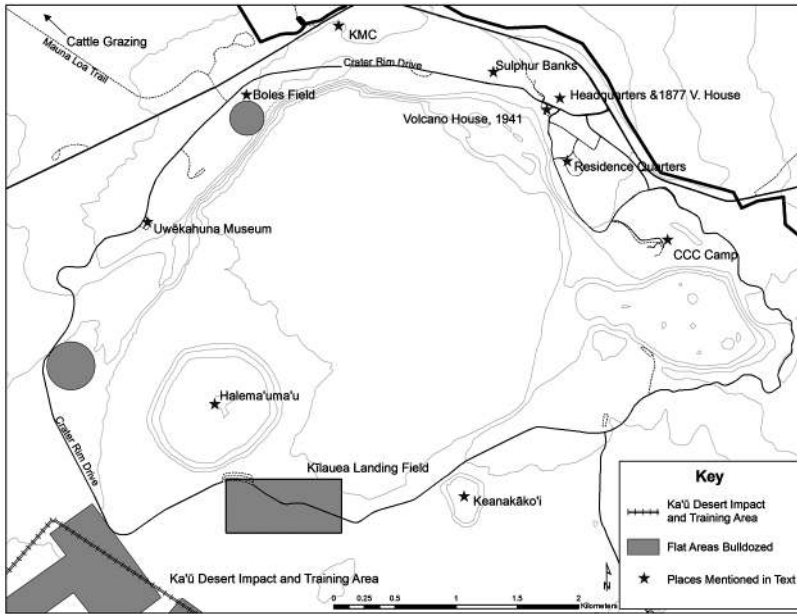 Cattle Grazing
Mauna Loa Trail
KMC
Crater Rim Drive
Sulphur Banks
Boles Field
Headquarters &1877 V. House
Volcano House, 1941
Residence Quarters
Uwēkahuna Museum
CCC Camp
Halema'uma'u
Crater Rim Drive
Kīlauea Landing Field
Keanakāko'i
Ka'ū Desert Impact and Training Area
N
0 0.25 0.5 1 1.5 2
Kilometers
Key
Ka'ū Desert Impact
and Training Area
Flat Areas Bulldozed
Places Mentioned in Text